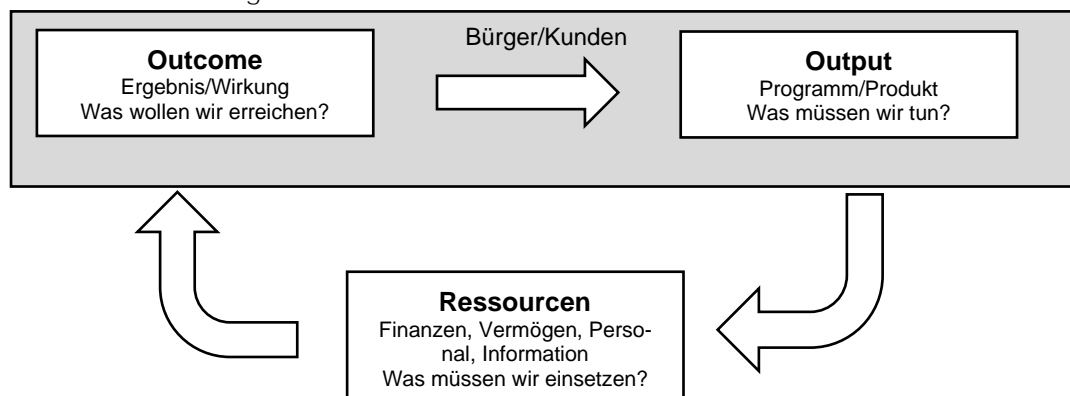 Outcome
Ergebnis/Wirkung
Was wollen wir erreichen?
Bürger/Kunden
Output
Programm/Produkt
Was müssen wir tun?
Ressourcen
Finanzen, Vermögen, Perso-
nal, Information
Was müssen wir einsetzen?